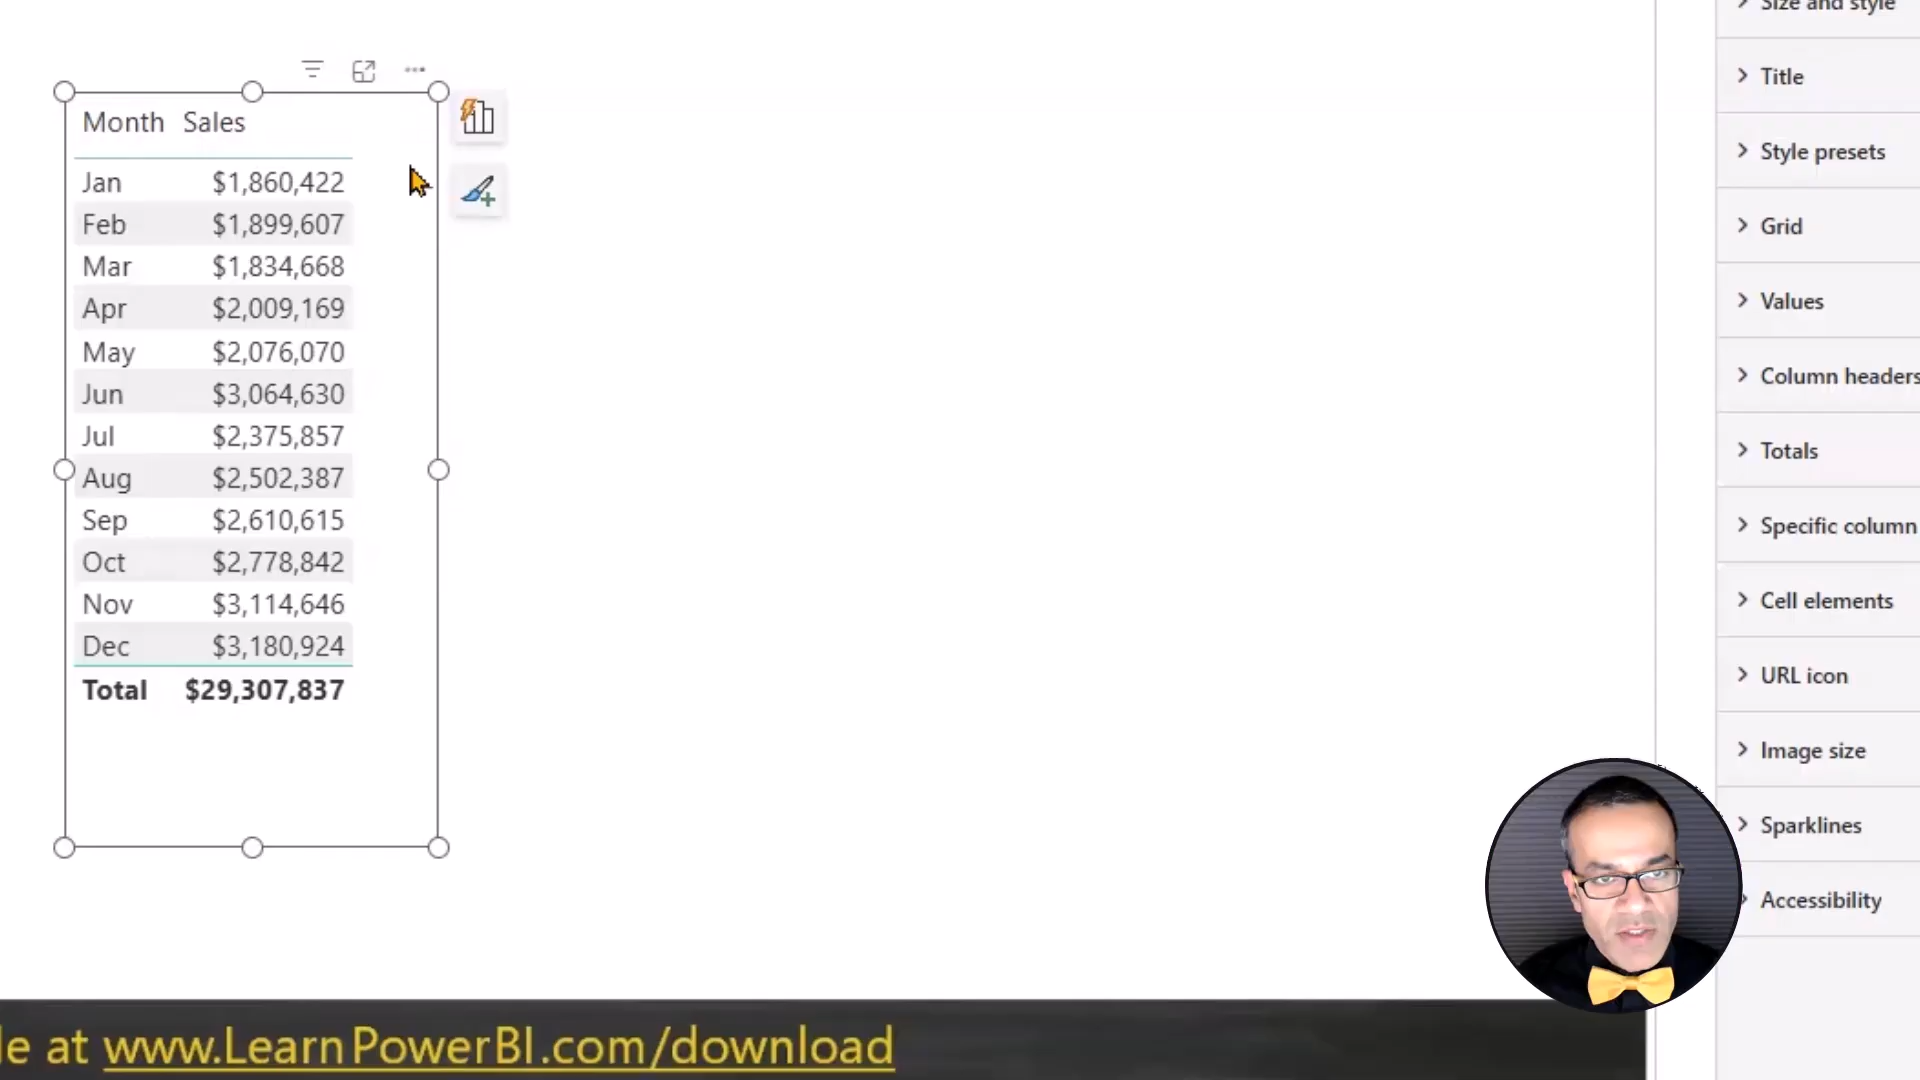 Month Sales
Jan $1,860,422
Feb $1,899,607
Mar $1,834,668
Apr $2,009,169
May $2,076,070
Jun $3,064,630
Jul $2,375,857
Aug $2,502,387
Sep $2,610,615
Oct $2,778,842
Nov $3,114,646
Dec $3,180,924
Total $29,307,837
Size and style
Title
Style presets
Grid
Values
Column headers
Totals
Specific column
Cell elements
URL icon
Image size
Sparklines
Accessibility
le at www.LearnPowerBI.com/download